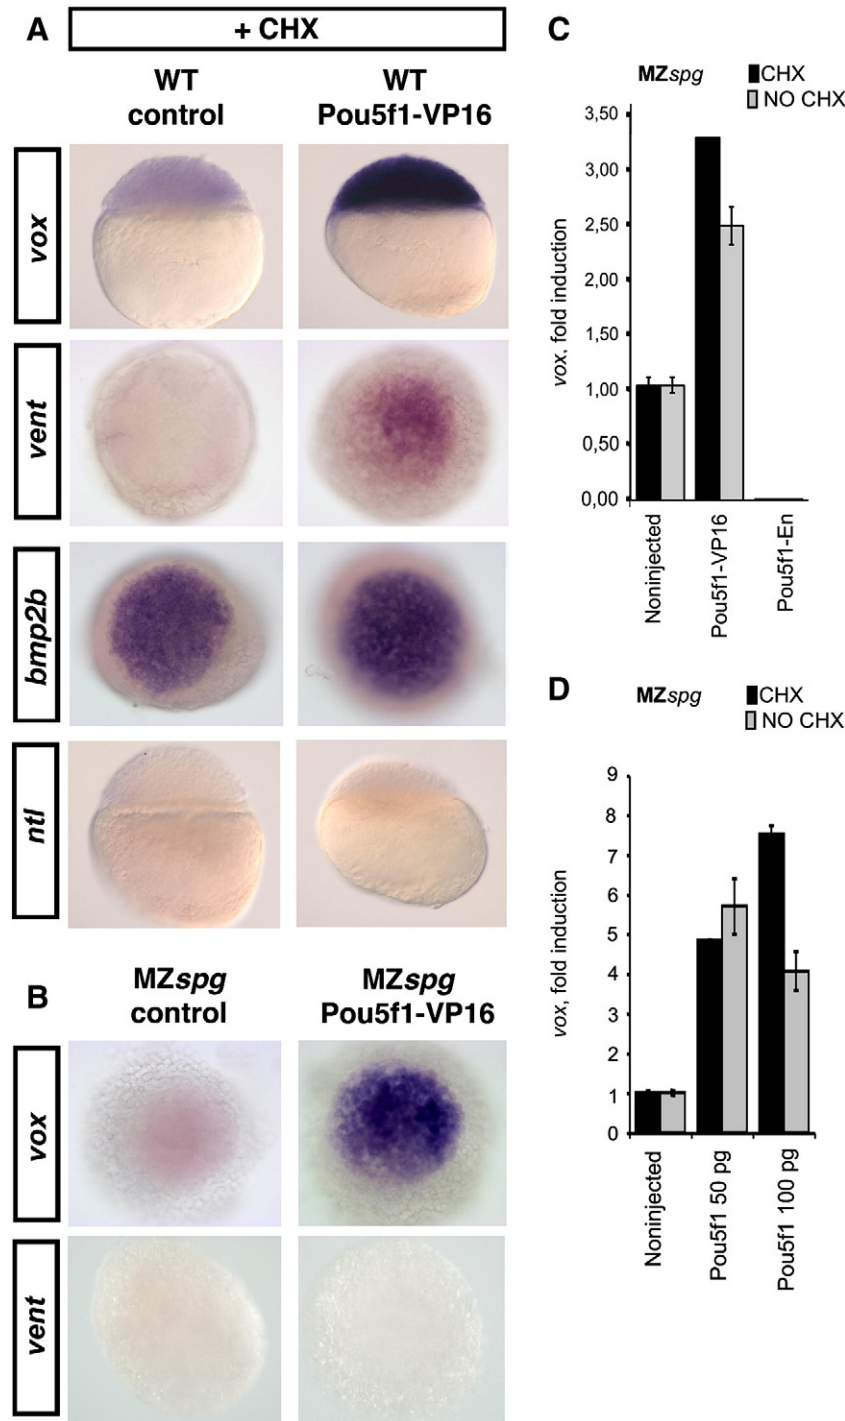 A
+ CHX
WT
control
WT
Pou5f1-VP16
vox
vent
bmp2b
ntl
B
MZspg
control
MZspg
Pou5f1-VP16
vox
vent
C
MZspg
CHX
NO CHX
vox, fold induction
3,50
3,00
2,50
2,00
1,50
1,00
0,50
0,00
Noninjected
Pou5f1-VP16
Pou5f1-En
D
MZspg
CHX
NO CHX
vox, fold induction
9
8
7
6
5
4
3
2
1
0
Noninjected
Pou5f1 50 pg
Pou5f1 100 pg